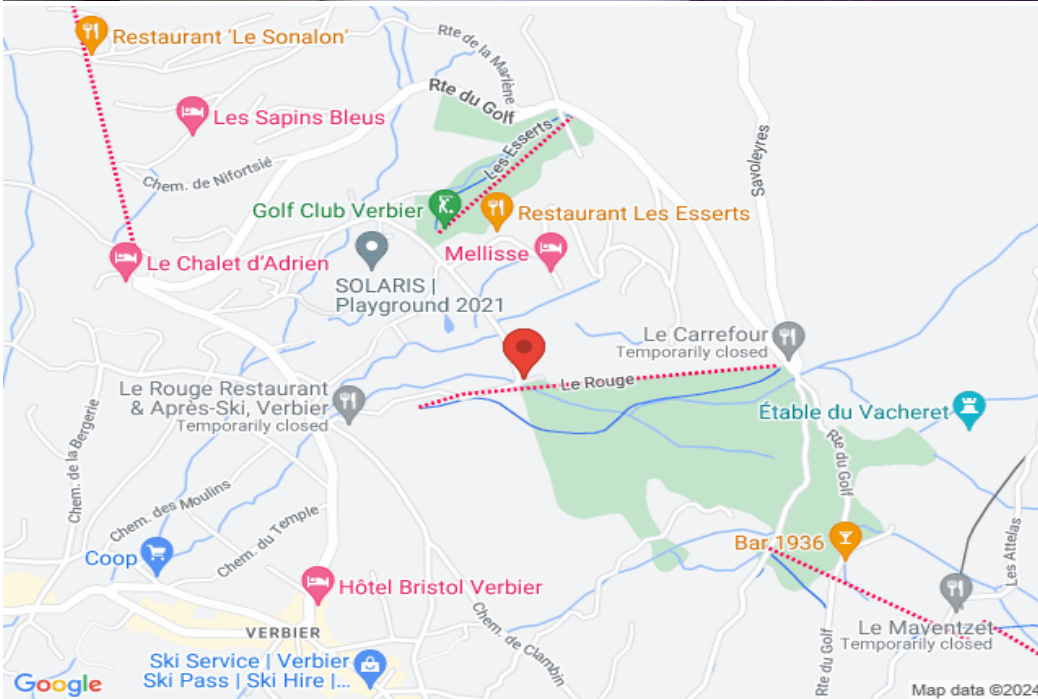 Restaurant 'Le Sonalon'
Rte de la Marlène
Rte du Golf
Les Sapins Bleus
Les Esserts
Savoleyres
Chem. de Nifortsié
Golf Club Verbier
Restaurant Les Esserts
Mellisse
Le Chalet d'Adrien
SOLARIS |
Playground 2021
Le Carrefour
Temporarily closed
Le Rouge
Le Rouge Restaurant
& Après-Ski, Verbier
Temporarily closed
Étable du Vacheret
Chem. de la Bergerie
Rte du Golf
Chem. des Moulins
Chem. du Temple
Bar 1936
Les Attelas
Coop
Hôtel Bristol Verbier
Chem. de Clambin
Le Mayentzet
Temporarily closed
VERBIER
Rte du Golf
Ski Service | Verbier
Ski Pass | Ski Hire |...
Google
Map data ©2024